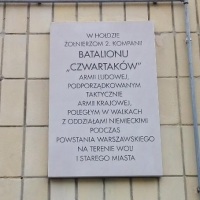 W HOŁDZIE
ŻOŁNIERZOM 2. KOMPANII
BATALIONU
„CZWARTAKÓW”
ARMII LUDOWEJ,
PODPORZĄDKOWANYM
TAKTYCZNIE
ARMII KRAJOWEJ,
POLEGŁYM W WALKACH
Z ODDZIAŁAMI NIEMIECKIMI
PODCZAS
POWSTANIA WARSZAWSKIEGO
NA TERENIE WOLI
I STAREGO MIASTA